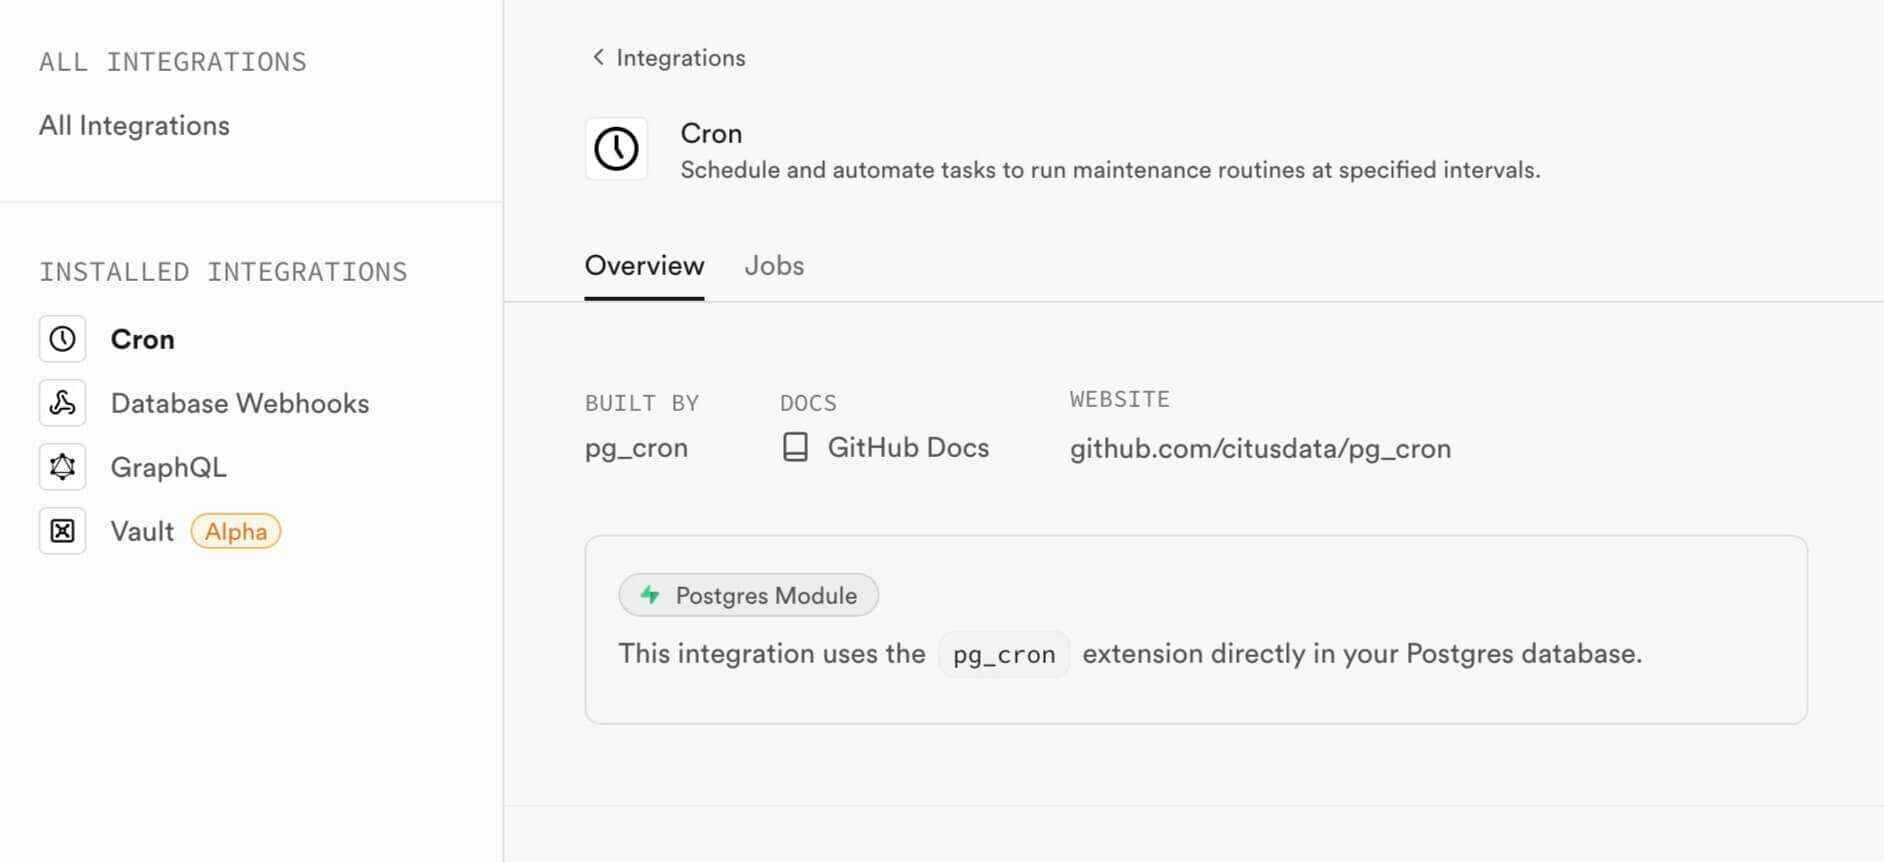 ALL INTEGRATIONS
All Integrations
INSTALLED INTEGRATIONS
Cron
Database Webhooks
GraphQL
Vault Alpha
Integrations
Cron
Schedule and automate tasks to run maintenance routines at specified intervals.
Overview Jobs
BUILT BY DOCS WEBSITE
pg_cron GitHub Docs github.com/citusdata/pg_cron
Postgres Module
This integration uses the pg_cron extension directly in your Postgres database.